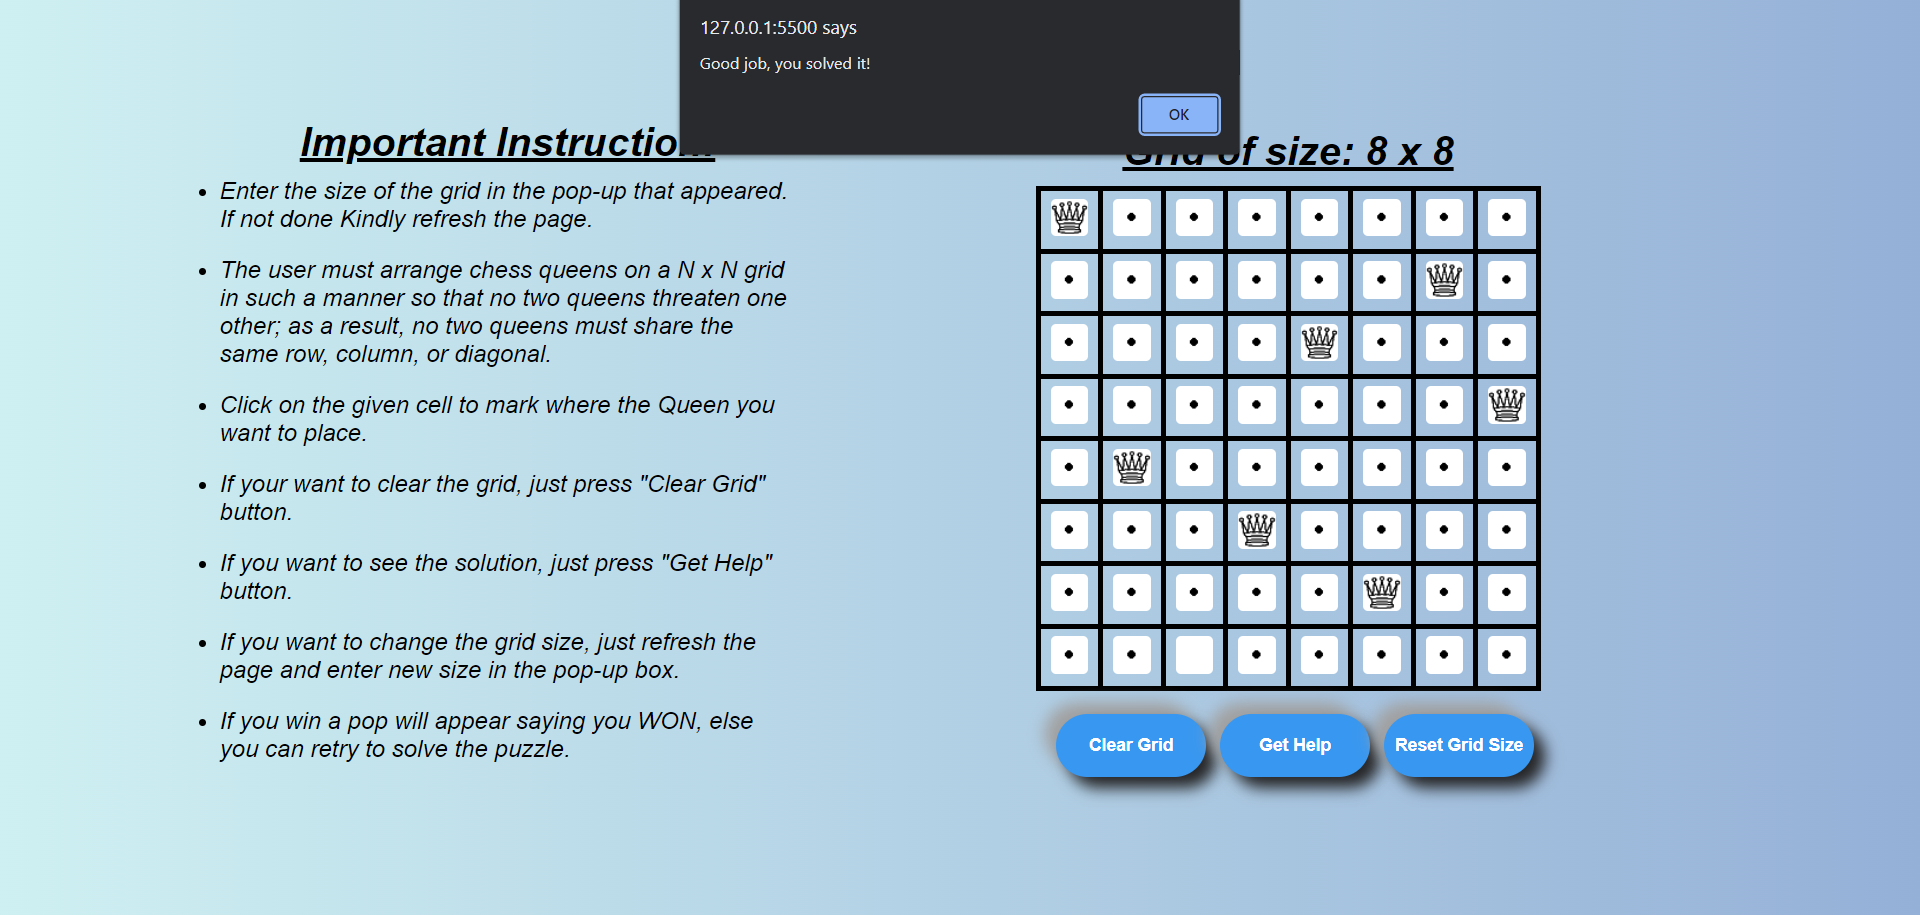 127.0.0.1:5500 says
Good job, you solved it!
OK
Important Instruction
Enter the size of the grid in the pop-up that appeared.
If not done Kindly refresh the page.
The user must arrange chess queens on a N x N grid
in such a manner so that no two queens threaten one
other; as a result, no two queens must share the
same row, column, or diagonal.
Click on the given cell to mark where the Queen you
want to place.
If your want to clear the grid, just press "Clear Grid"
button.
If you want to see the solution, just press "Get Help"
button.
If you want to change the grid size, just refresh the
page and enter new size in the pop-up box.
If you win a pop will appear saying you WON, else
you can retry to solve the puzzle.
Grid of size: 8 x 8
Clear Grid
Get Help
Reset Grid Size